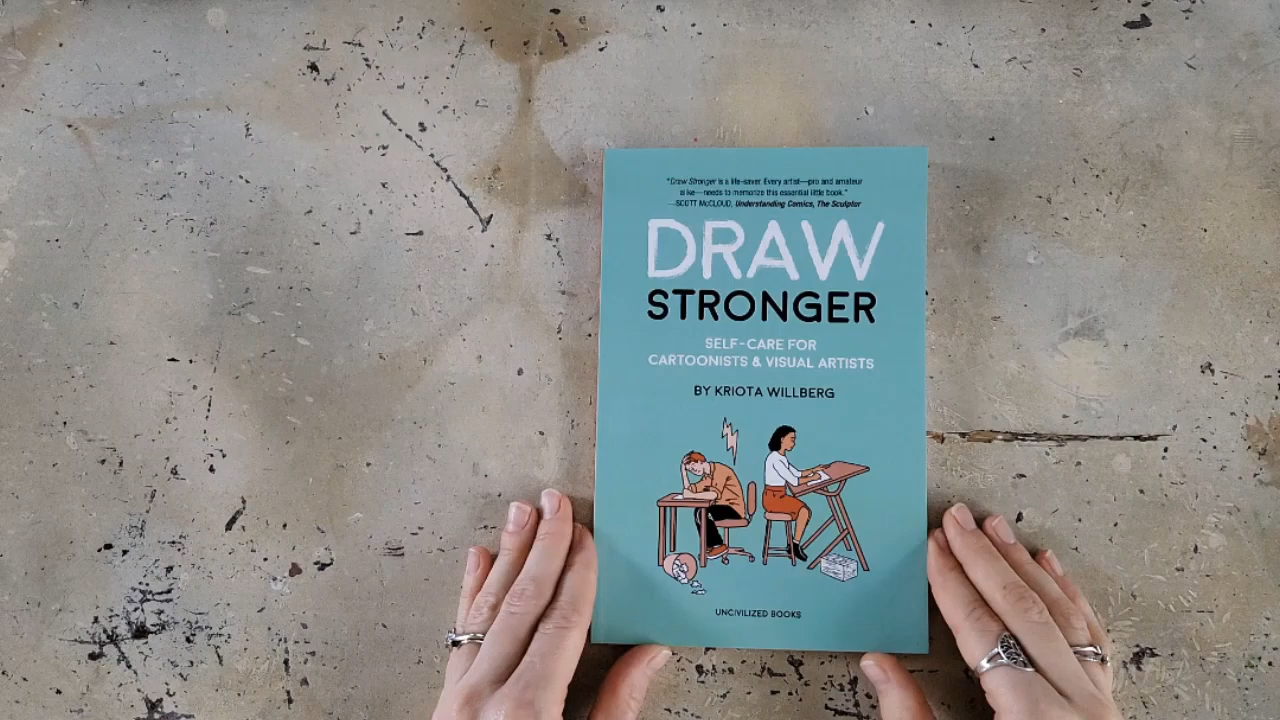 "Draw Stronger is a life-saver. Every artist—pro and amateur
alike—needs to memorize this essential little book."
—SCOTT McCLOUD, Understanding Comics, The Sculptor
DRAW
STRONGER
SELF-CARE FOR
CARTOONISTS & VISUAL ARTISTS
BY KRIOTA WILLBERG
UNCIVILIZED BOOKS